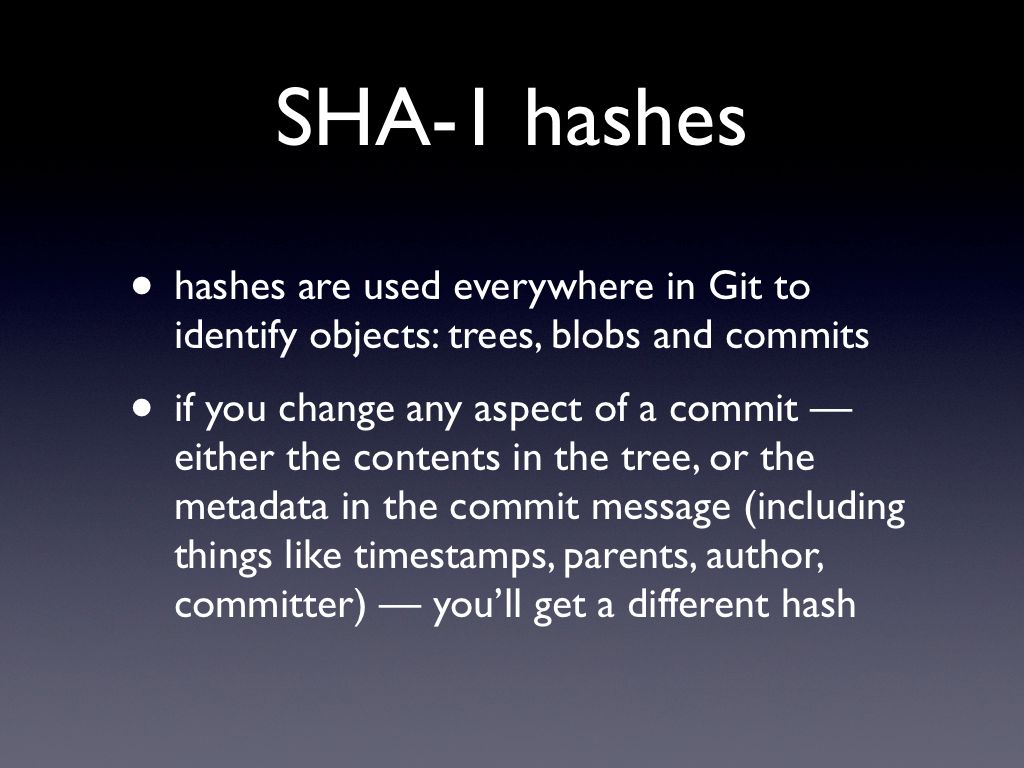 SHA-1 hashes
• hashes are used everywhere in Git to
identify objects: trees, blobs and commits
• if you change any aspect of a commit —
either the contents in the tree, or the
metadata in the commit message (including
things like timestamps, parents, author,
committer) — you’ll get a different hash